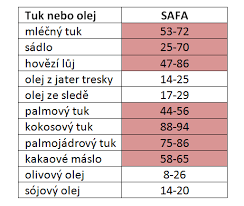 Tuk nebo olej SAFA
mléčný tuk 53-72
sádlo 25-70
hovězí lůj 47-86
olej z jater tresky 14-25
olej ze sledě 17-29
palmový tuk 44-56
kokosový tuk 88-94
palmojádrový tuk 75-86
kakaové máslo 58-65
olivový olej 8-26
sójový olej 14-20